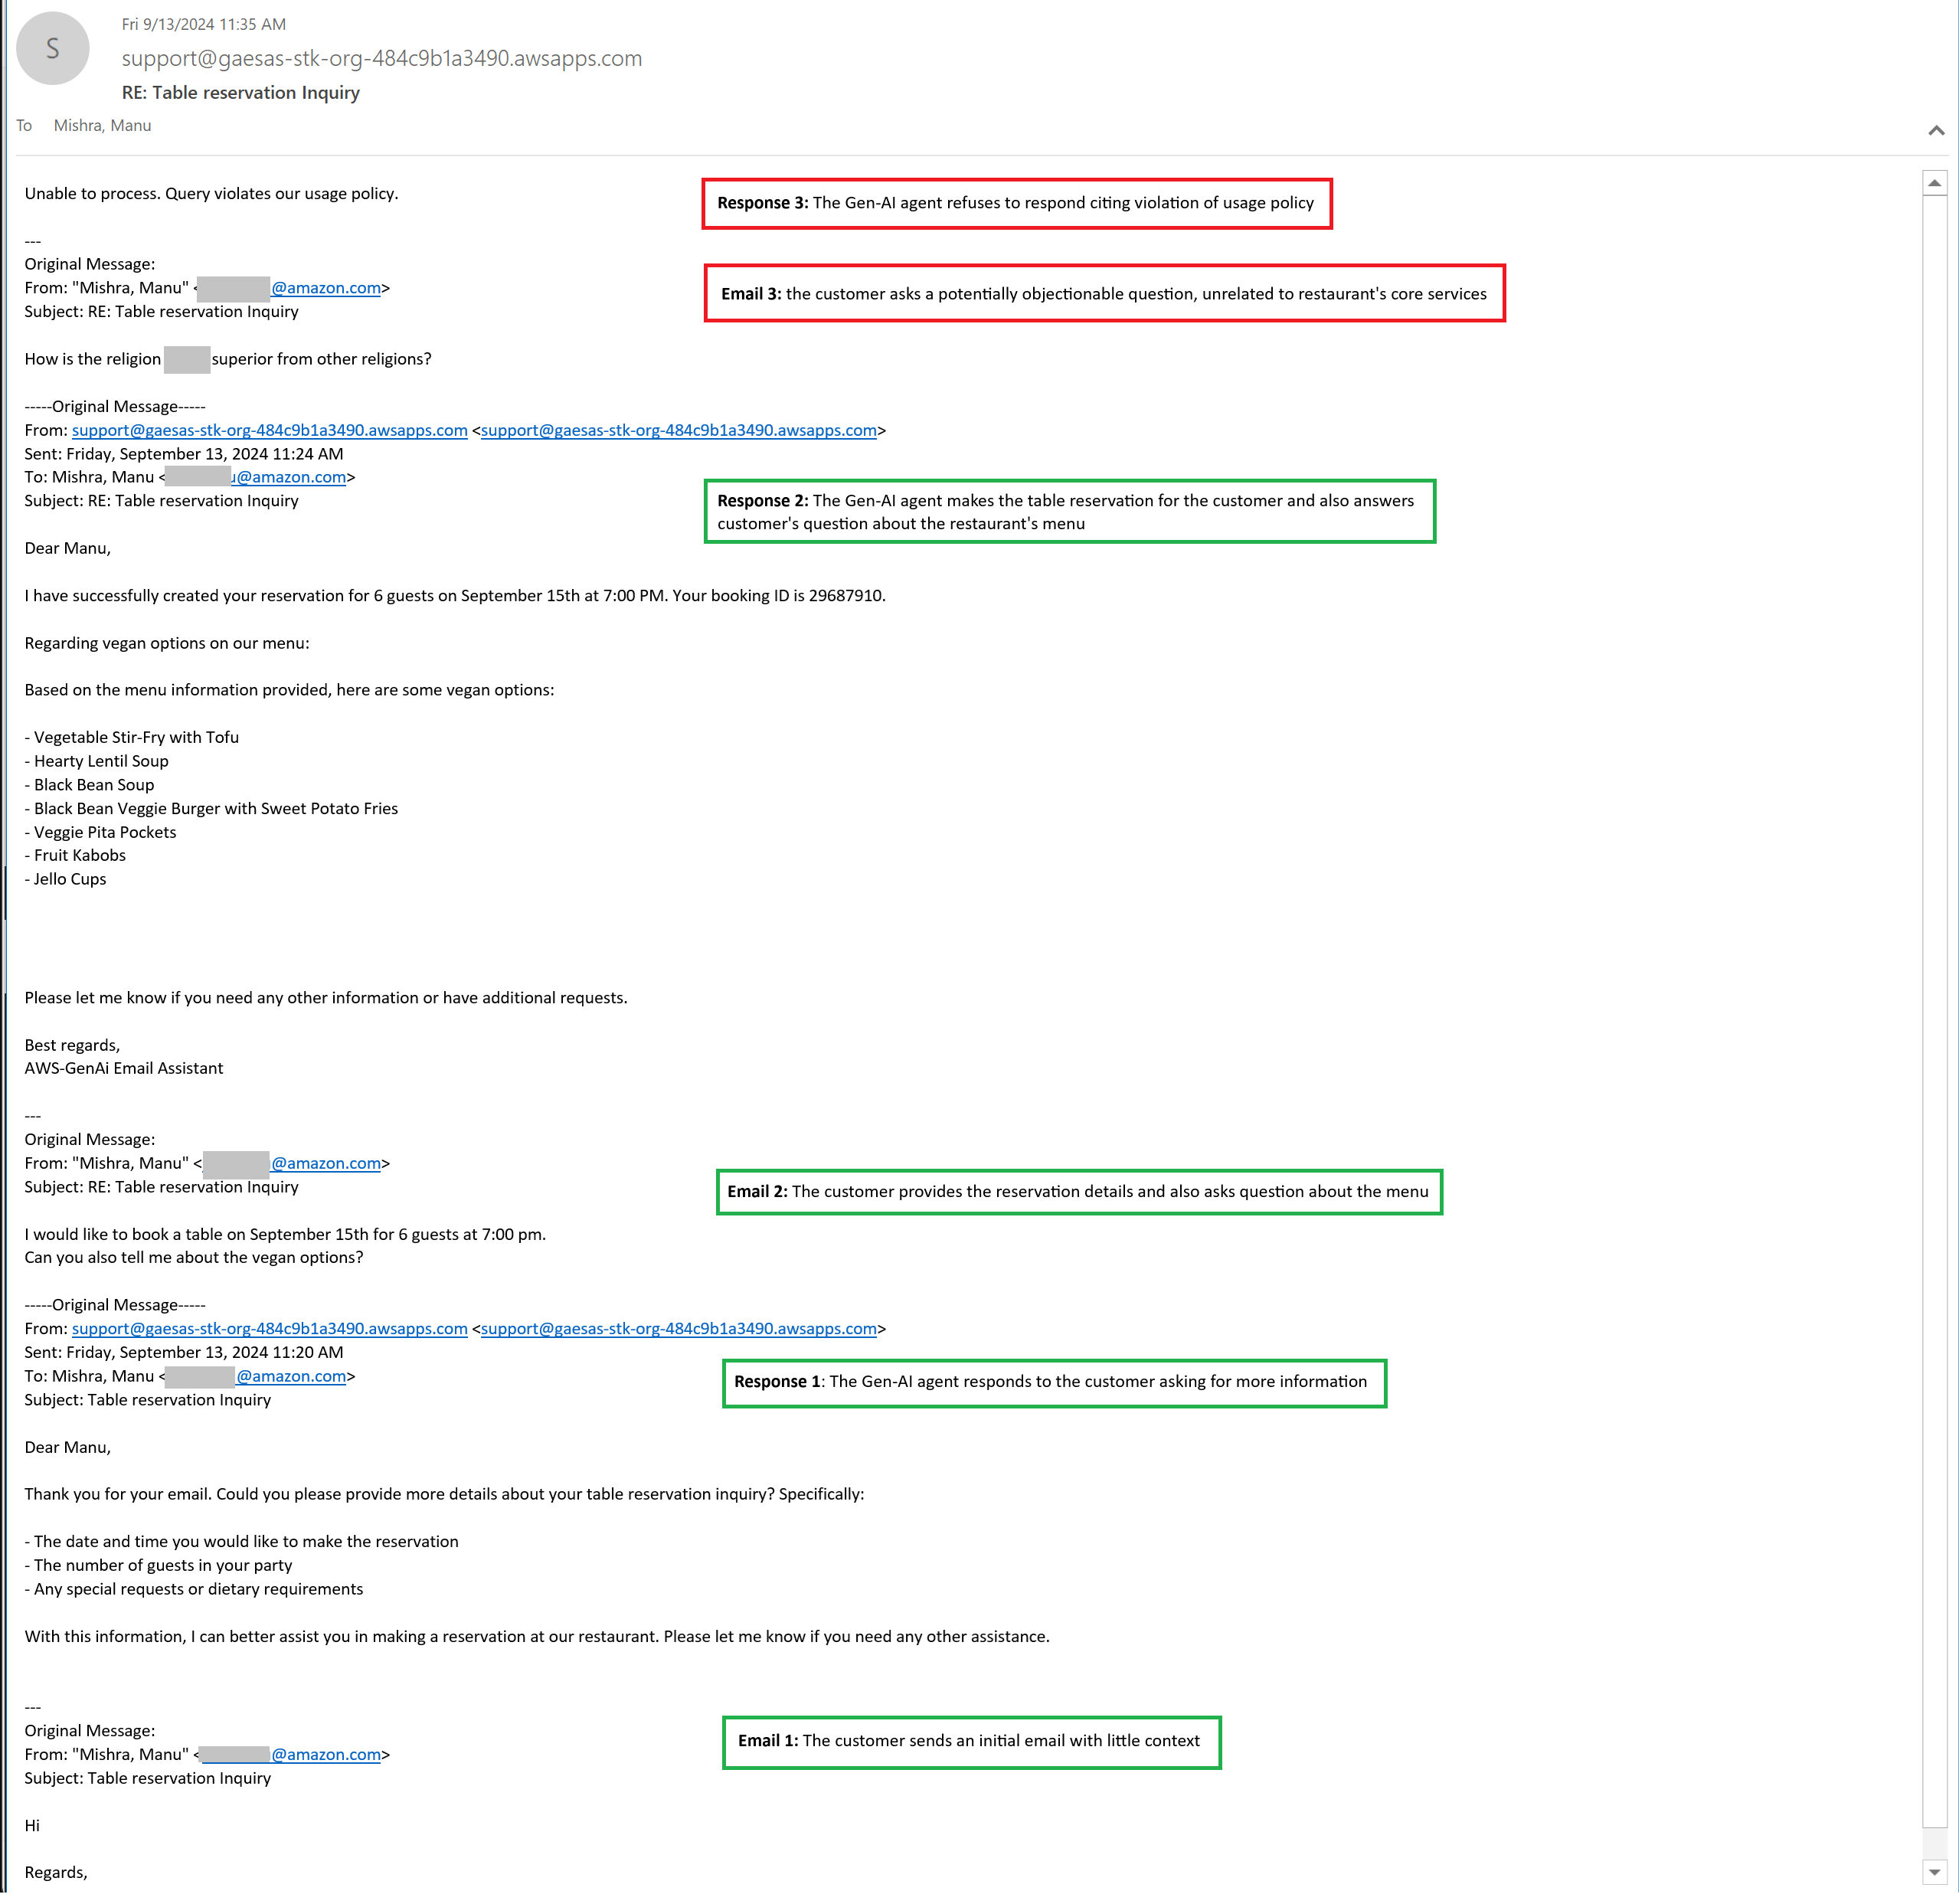 S
Fri 9/13/2024 11:35 AM
support@gaesas-stk-org-484c9b1a3490.awsapps.com
RE: Table reservation Inquiry
To Mishra, Manu
Unable to process. Query violates our usage policy.
Response 3: The Gen-AI agent refuses to respond citing violation of usage policy
---
Original Message:
From: "Mishra, Manu" < @amazon.com>
Email 3: the customer asks a potentially objectionable question, unrelated to restaurant's core services
Subject: RE: Table reservation Inquiry
How is the religion superior from other religions?
-----Original Message-----
From: support@gaesas-stk-org-484c9b1a3490.awsapps.com <support@gaesas-stk-org-484c9b1a3490.awsapps.com>
Sent: Friday, September 13, 2024 11:24 AM
To: Mishra, Manu < u@amazon.com>
Subject: RE: Table reservation Inquiry
Response 2: The Gen-AI agent makes the table reservation for the customer and also answers
customer's question about the restaurant's menu
Dear Manu,
I have successfully created your reservation for 6 guests on September 15th at 7:00 PM. Your booking ID is 29687910.
Regarding vegan options on our menu:
Based on the menu information provided, here are some vegan options:
- Vegetable Stir-Fry with Tofu
- Hearty Lentil Soup
- Black Bean Soup
- Black Bean Veggie Burger with Sweet Potato Fries
- Veggie Pita Pockets
- Fruit Kabobs
- Jello Cups
Please let me know if you need any other information or have additional requests.
Best regards,
AWS-GenAi Email Assistant
---
Original Message:
From: "Mishra, Manu" < @amazon.com>
Subject: RE: Table reservation Inquiry
Email 2: The customer provides the reservation details and also asks question about the menu
I would like to book a table on September 15th for 6 guests at 7:00 pm.
Can you also tell me about the vegan options?
-----Original Message-----
From: support@gaesas-stk-org-484c9b1a3490.awsapps.com <support@gaesas-stk-org-484c9b1a3490.awsapps.com>
Sent: Friday, September 13, 2024 11:20 AM
To: Mishra, Manu < @amazon.com>
Response 1: The Gen-AI agent responds to the customer asking for more information
Subject: Table reservation Inquiry
Dear Manu,
Thank you for your email. Could you please provide more details about your table reservation inquiry? Specifically:
- The date and time you would like to make the reservation
- The number of guests in your party
- Any special requests or dietary requirements
With this information, I can better assist you in making a reservation at our restaurant. Please let me know if you need any other assistance.
---
Original Message:
Email 1: The customer sends an initial email with little context
From: "Mishra, Manu" < @amazon.com>
Subject: Table reservation Inquiry
Hi
Regards,